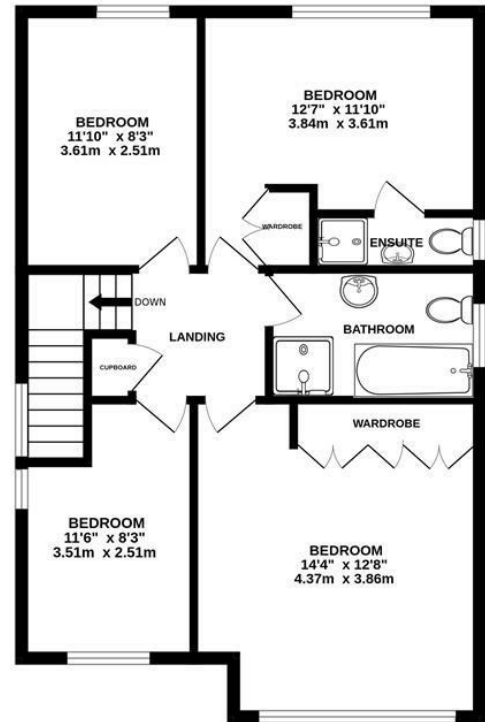 BEDROOM
11'10" x 8'3"
3.61m x 2.51m
BEDROOM
12'7" x 11'10"
3.84m x 3.61m
WARDROBE
ENSUITE
DOWN
LANDING
BATHROOM
CUPBOARD
WARDROBE
BEDROOM
11'6" x 8'3"
3.51m x 2.51m
BEDROOM
14'4" x 12'8"
4.37m x 3.86m